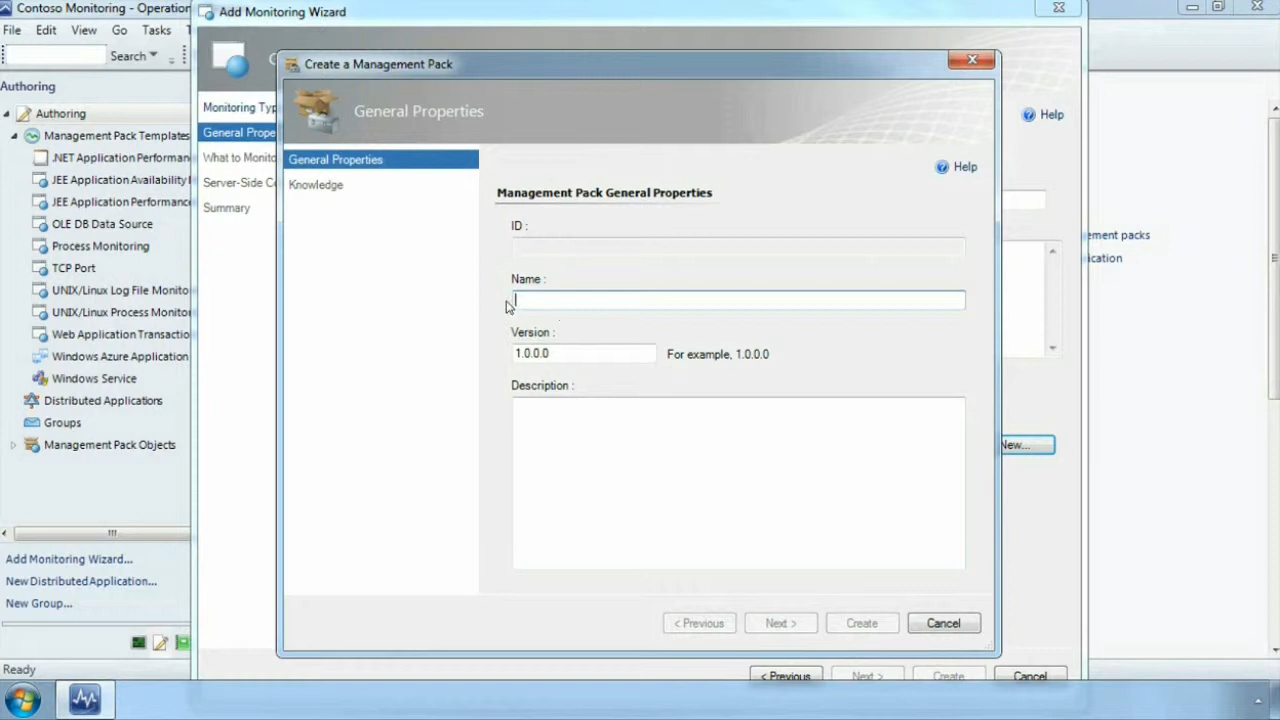 Contoso Monitoring - Operation
Add Monitoring Wizard
File Edit View Go Tasks
Search
Create a Management Pack
Authoring
General Properties
Monitoring Typ
Help
Authoring
General Prope
Management Pack Templates
General Properties
.NET Application Performan
What to Monito
Help
JEE Application Availability
Server-Side Co
Knowledge
Management Pack General Properties
JEE Application Performanc
Summary
OLE DB Data Source
ID :
ement packs
Process Monitoring
ication
TCP Port
Name :
UNIX/Linux Log File Monito
UNIX/Linux Process Monitor
Web Application Transactio
Version :
Windows Azure Application
1.0.0.0
For example, 1.0.0.0
Windows Service
Description :
Distributed Applications
Groups
Management Pack Objects
New...
Add Monitoring Wizard...
New Distributed Application...
New Group...
< Previous
Next >
Create
Cancel
Ready
< Previous
Next >
Create
Cancel